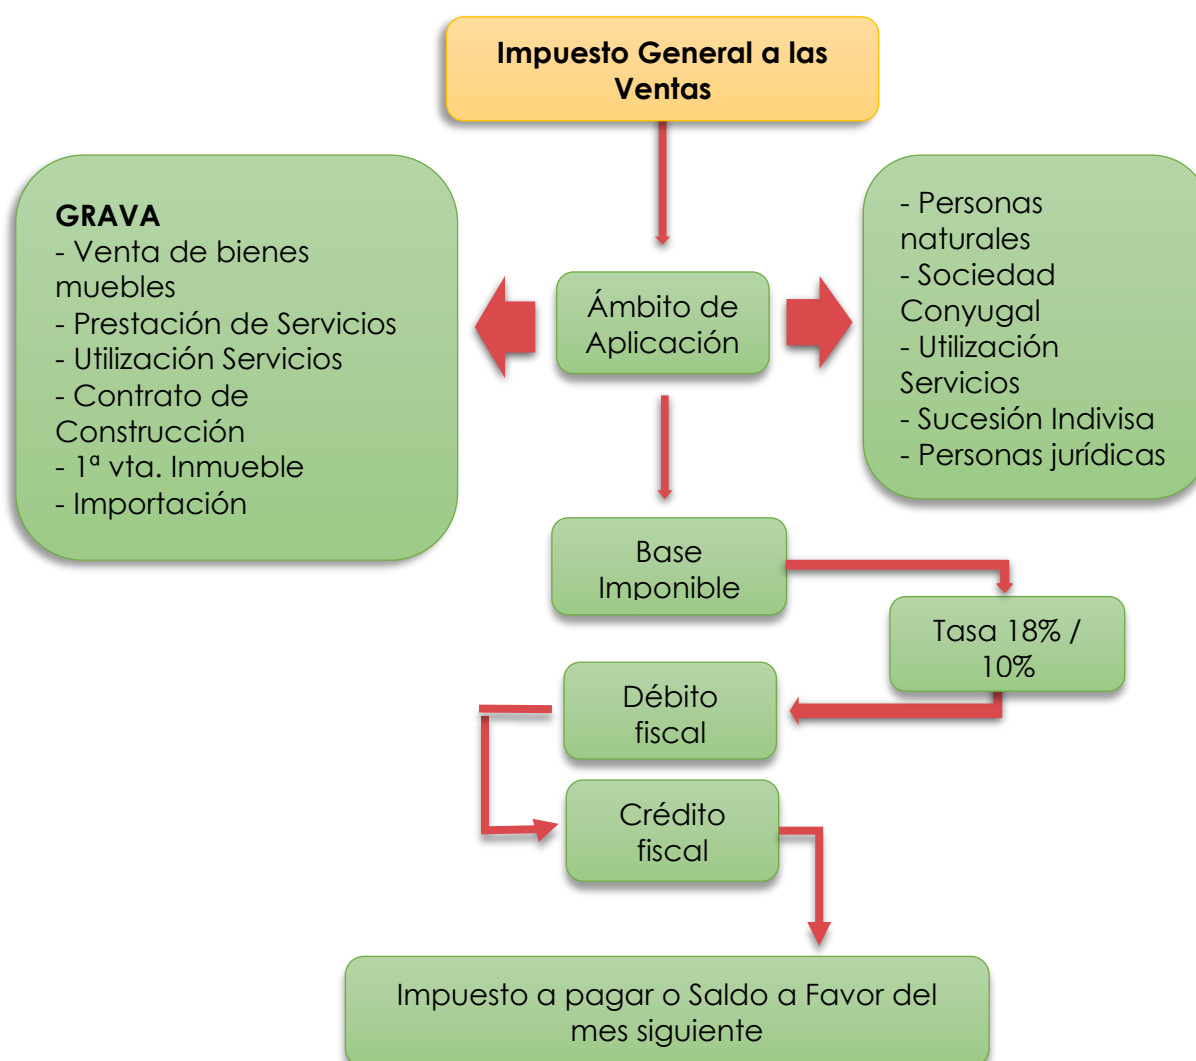 Impuesto General a las
Ventas
GRAVA
- Venta de bienes
muebles
- Prestación de Servicios
- Utilización Servicios
- Contrato de
Construcción
- 1ª vta. Inmueble
- Importación
Ámbito de
Aplicación
- Personas
naturales
- Sociedad
Conyugal
- Utilización
Servicios
- Sucesión Indivisa
- Personas jurídicas
Base
Imponible
Tasa 18% /
10%
Débito
fiscal
Crédito
fiscal
Impuesto a pagar o Saldo a Favor del
mes siguiente